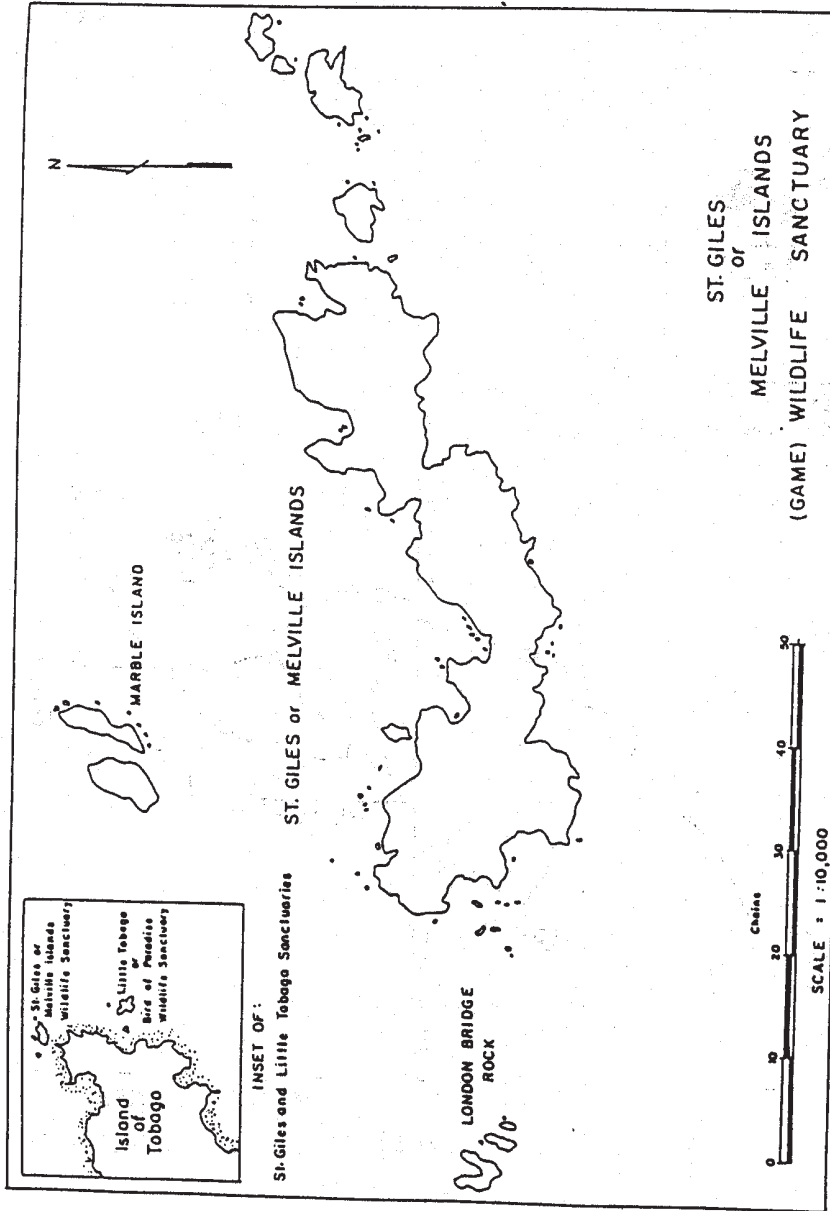 St. Giles or
Melville Islands
Wildlife Sanctuary
Little Tobago
or
Bird of Paradise
Wildlife Sanctuary
Island
of
Tobago
INSET OF:
St. Giles and Little Tobago Sanctuaries
MARBLE ISLAND
N
ST. GILES or MELVILLE ISLANDS
LONDON BRIDGE
ROCK
ST. GILES
or
MELVILLE ISLANDS
(GAME) WILDLIFE SANCTUARY
Chains
0 10 20 30 40 50
SCALE : 1:10,000